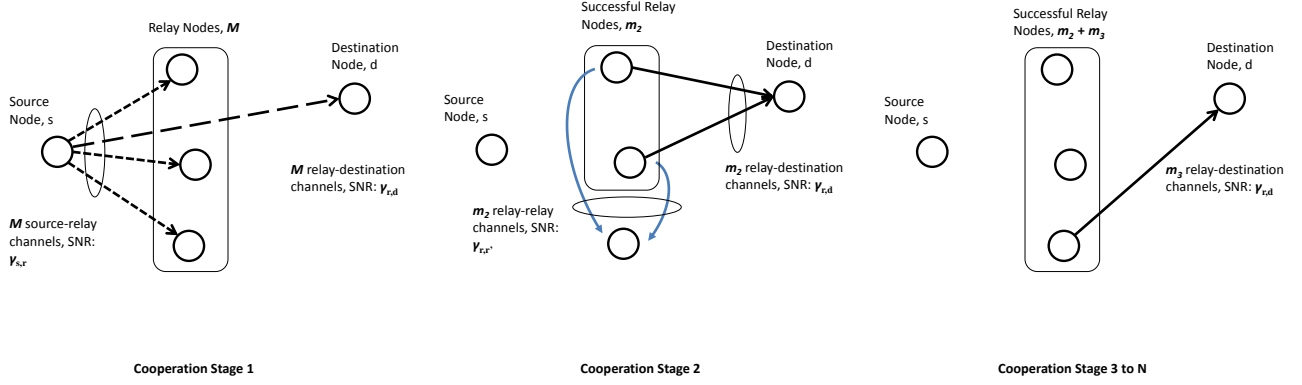 Relay Nodes, M
Destination
Node, d
Source
Node, s
M relay-destination
channels, SNR: γr,d
M source-relay
channels, SNR:
γs,r
Cooperation Stage 1
Successful Relay
Nodes, m2
Destination
Node, d
Source
Node, s
m2 relay-destination
channels, SNR: γr,d
m2 relay-relay
channels, SNR:
γr,r'
Cooperation Stage 2
Successful Relay
Nodes, m2 + m3
Destination
Node, d
Source
Node, s
m3 relay-destination
channels, SNR: γr,d
Cooperation Stage 3 to N